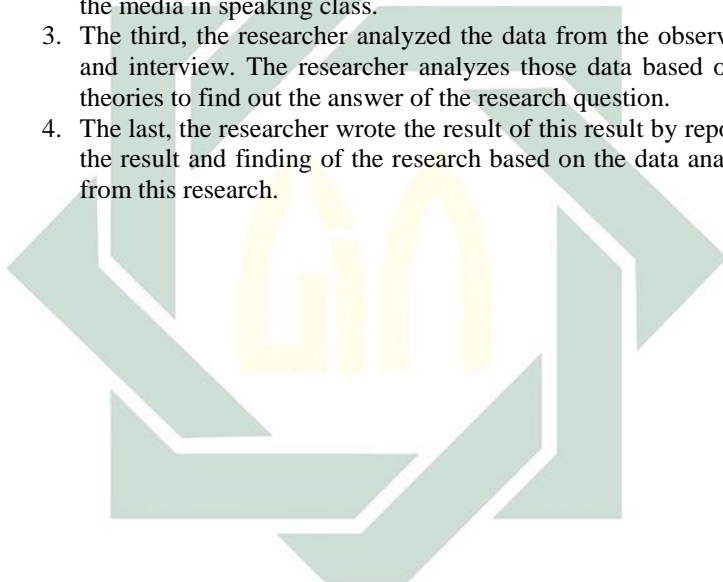 the media in speaking class.
3. The third, the researcher analyzed the data from the observ
and interview. The researcher analyzes those data based o
theories to find out the answer of the research question.
4. The last, the researcher wrote the result of this result by repo
the result and finding of the research based on the data ana
from this research.